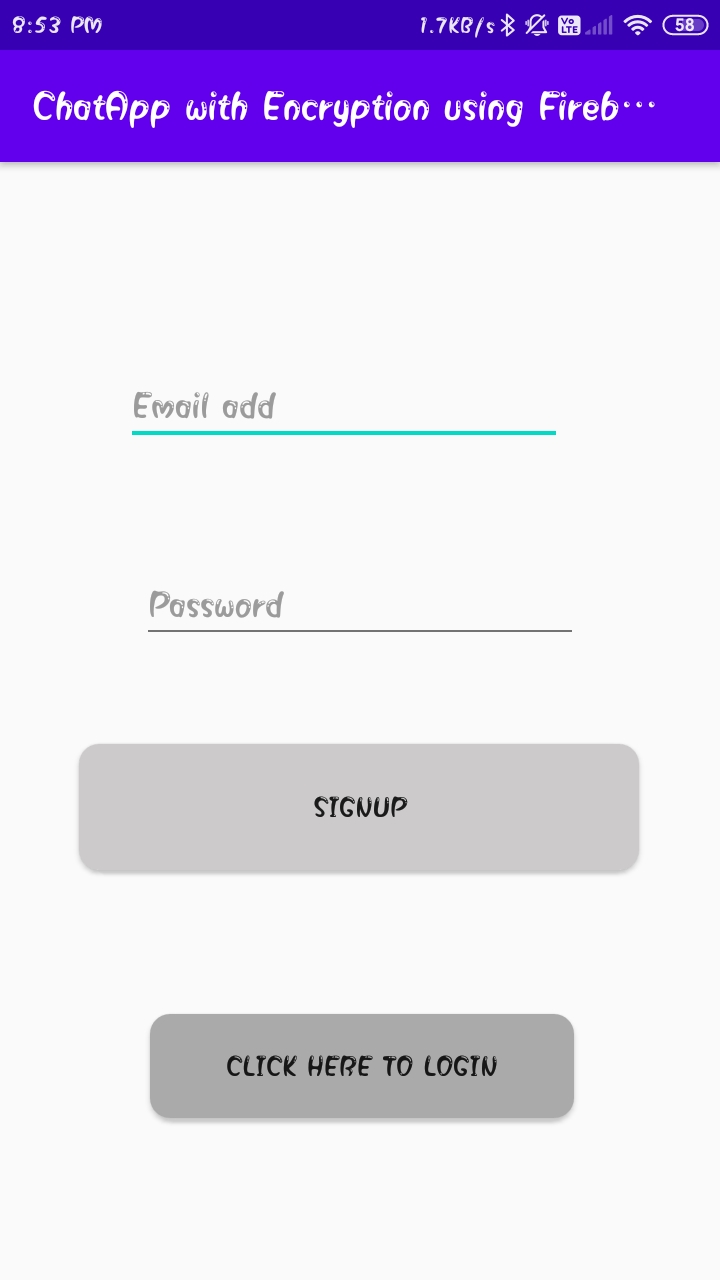 8:53 PM 1.7KB/s Vo LTE 58
ChatApp with Encryption using Fireb...
Email add
Password
SIGNUP
CLICK HERE TO LOGIN